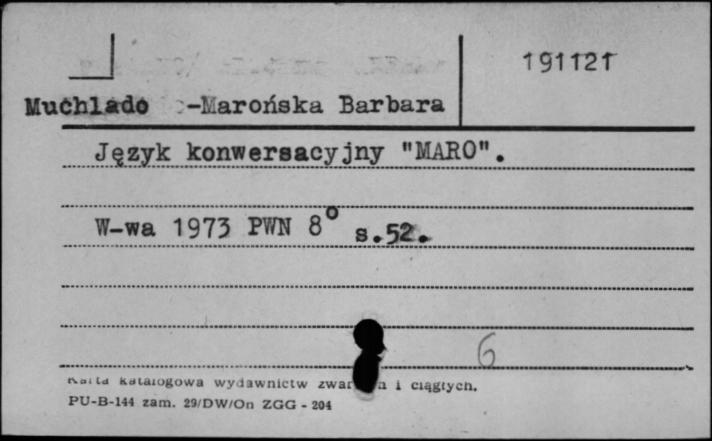 191121
Muchlado -Marońska Barbara
Język konwersacyjny "MARO".
W-wa 1973 PWN 8° s.52.
6
Karta katalogowa wydawnictw i ciągłych.
PU-B-144 zam. 29/DW/On ZGG - 204